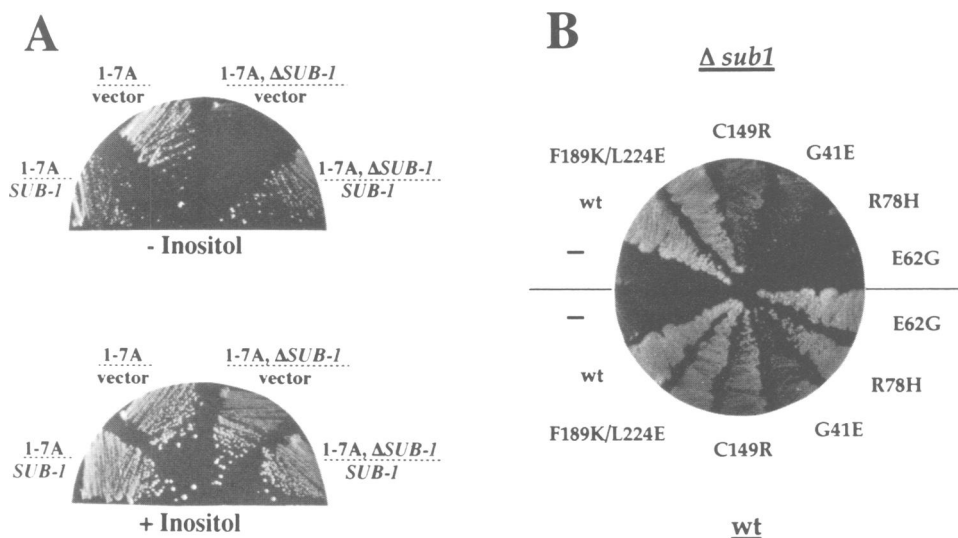 A
1-7A
vector
1-7A, ΔSUB-1
vector
1-7A
SUB-1
1-7A, ΔSUB-1
SUB-1
- Inositol
1-7A
vector
1-7A, ΔSUB-1
vector
1-7A
SUB-1
1-7A, ΔSUB-1
SUB-1
+ Inositol
B
Δ sub1
C149R
F189K/L224E
G41E
wt
R78H
–
E62G
–
E62G
wt
R78H
F189K/L224E
G41E
C149R
wt